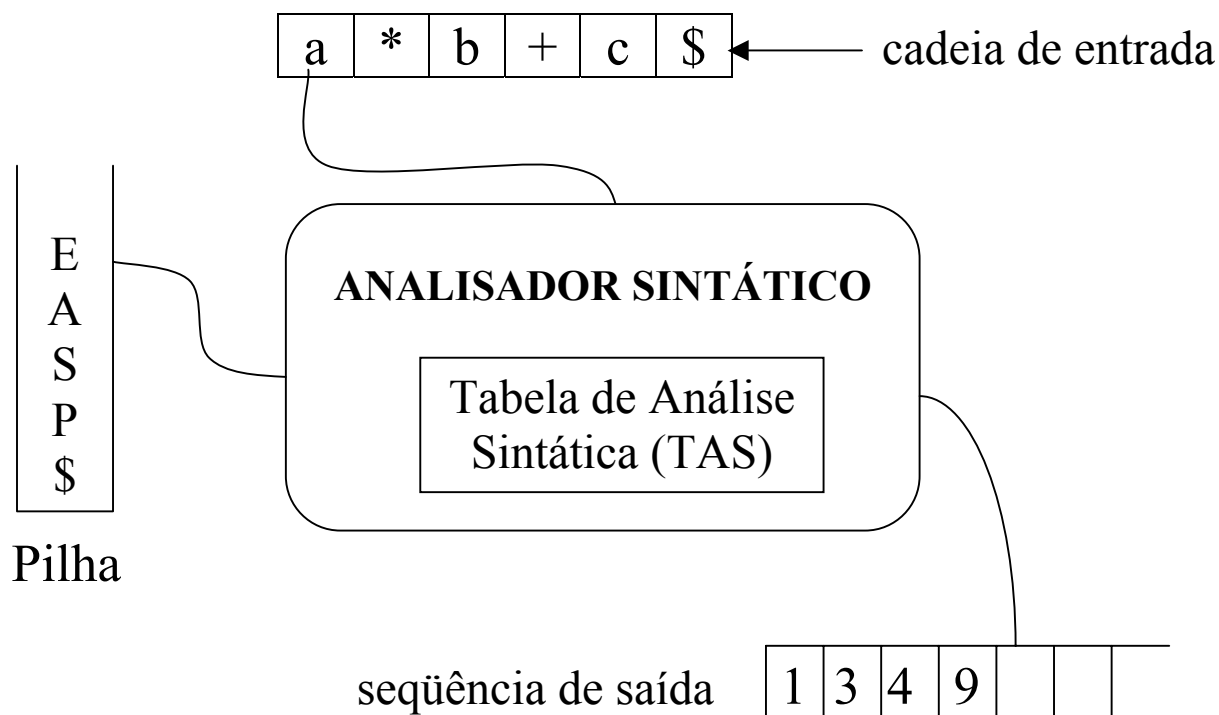 a * b + c $ cadeia de entrada
E
A
S
P
$
Pilha
ANALISADOR SINTÁTICO
Tabela de Análise
Sintática (TAS)
seqüência de saída 1 3 4 9